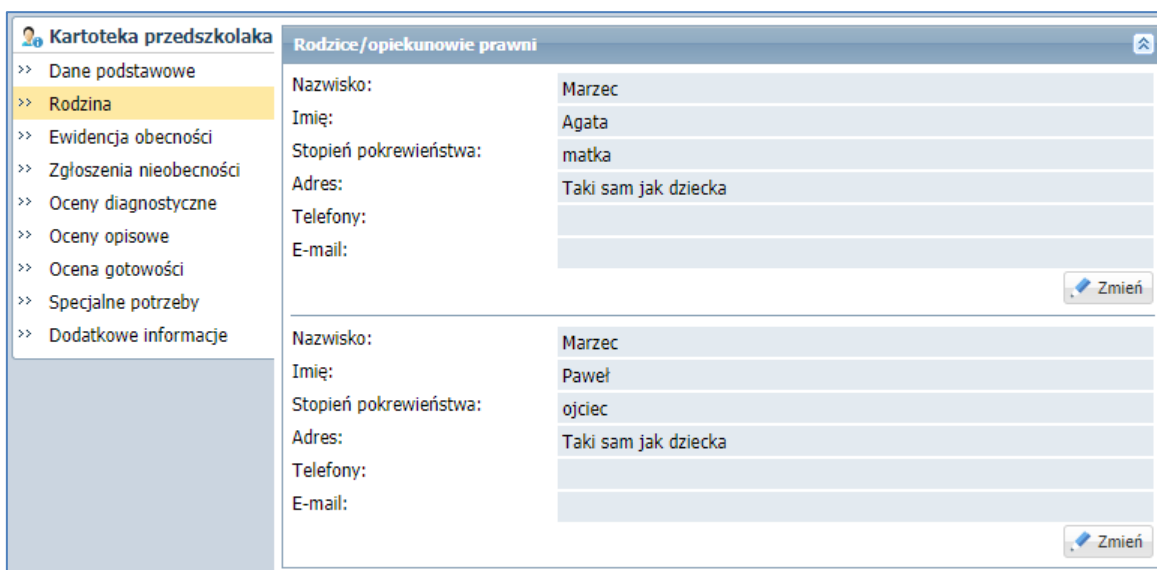 Kartoteka przedszkolaka
>> Dane podstawowe
>> Rodzina
>> Ewidencja obecności
>> Zgłoszenia nieobecności
>> Oceny diagnostyczne
>> Oceny opisowe
>> Ocena gotowości
>> Specjalne potrzeby
>> Dodatkowe informacje
Rodzice/opiekunowie prawni
Nazwisko: Marzec
Imię: Agata
Stopień pokrewieństwa: matka
Adres: Taki sam jak dziecka
Telefony:
E-mail:
Zmień
Nazwisko: Marzec
Imię: Paweł
Stopień pokrewieństwa: ojciec
Adres: Taki sam jak dziecka
Telefony:
E-mail:
Zmień